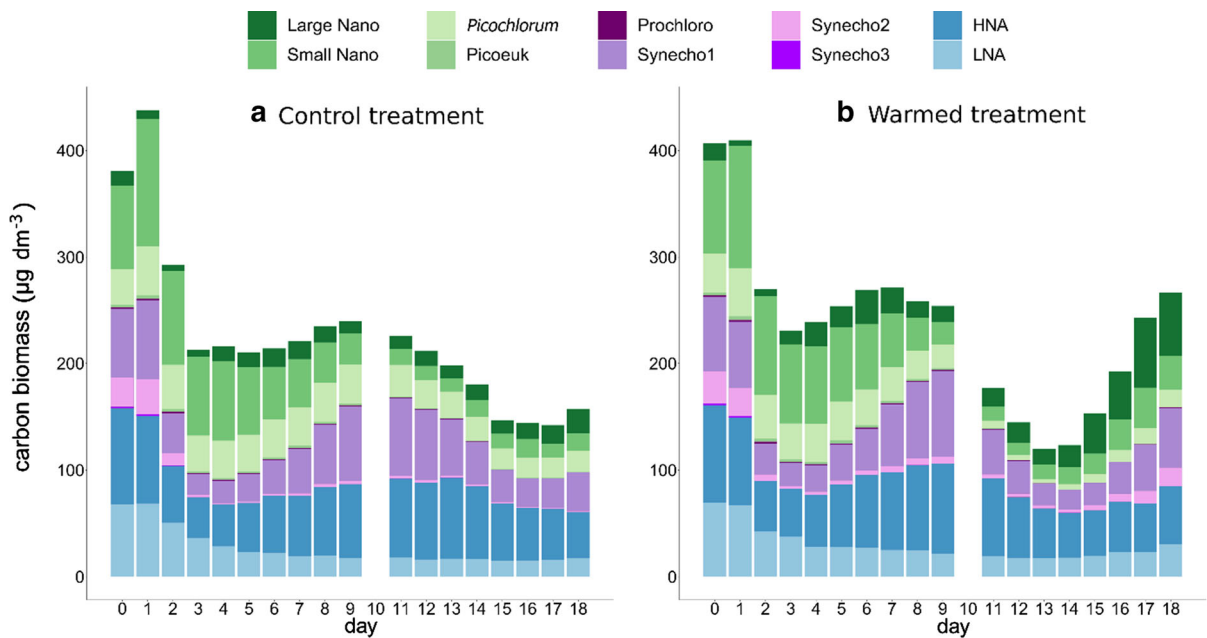 Large Nano Picochlorum Prochloro Synecho2 HNA
Small Nano Picoeuk Synecho1 Synecho3 LNA
a Control treatment
b Warmed treatment
carbon biomass (µg dm-³)
400
300
200
100
0
0 1 2 3 4 5 6 7 8 9 10 11 12 13 14 15 16 17 18
day
400
300
200
100
0
0 1 2 3 4 5 6 7 8 9 10 11 12 13 14 15 16 17 18
day